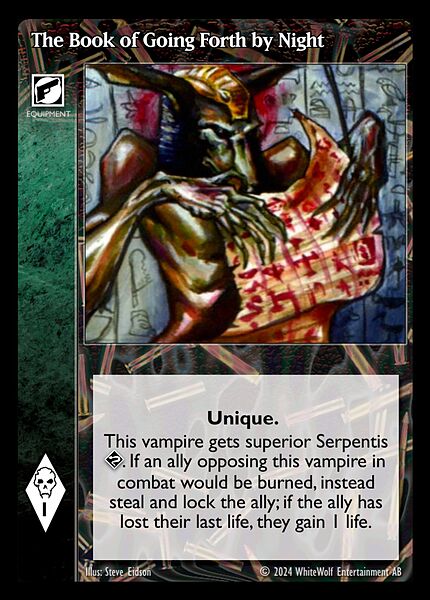 The Book of Going Forth by Night
EQUIPMENT
Unique.
This vampire gets superior Serpentis
. If an ally opposing this vampire in
combat would be burned, instead
steal and lock the ally; if the ally has
lost their last life, they gain 1 life.
1
Illus: Steve Eidson
© 2024 WhiteWolf Entertainment AB